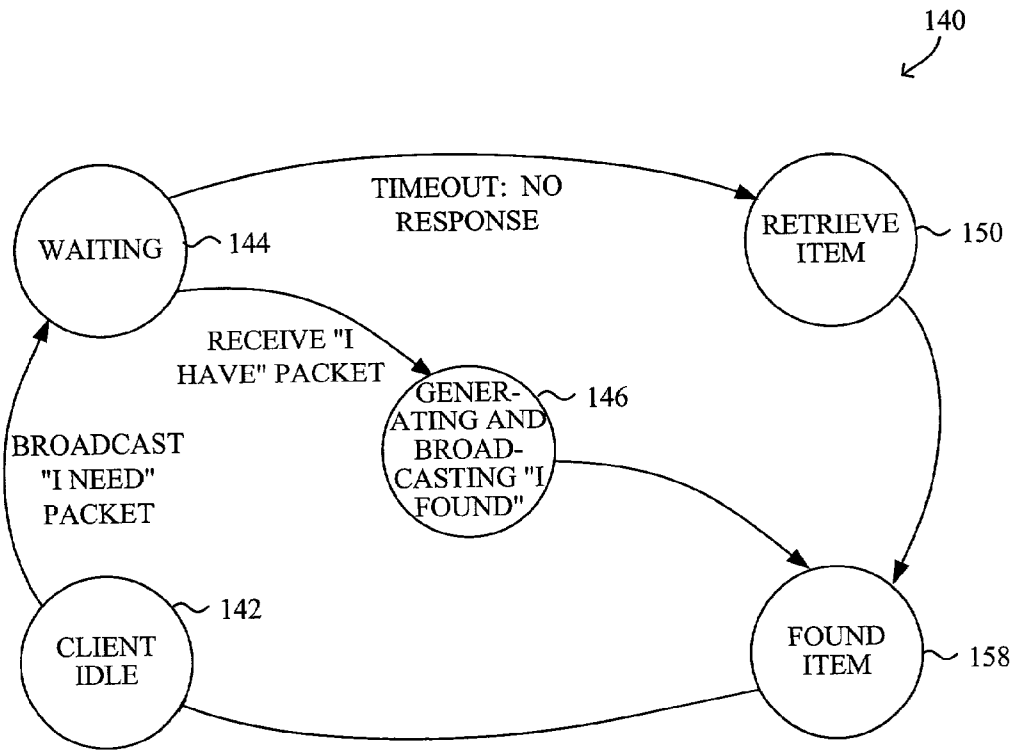 140
TIMEOUT: NO
RESPONSE
WAITING
144
RETRIEVE
ITEM
150
RECEIVE "I
HAVE" PACKET
GENER-
ATING AND
BROAD-
CASTING "I
FOUND"
146
BROADCAST
"I NEED"
PACKET
142
CLIENT
IDLE
FOUND
ITEM
158